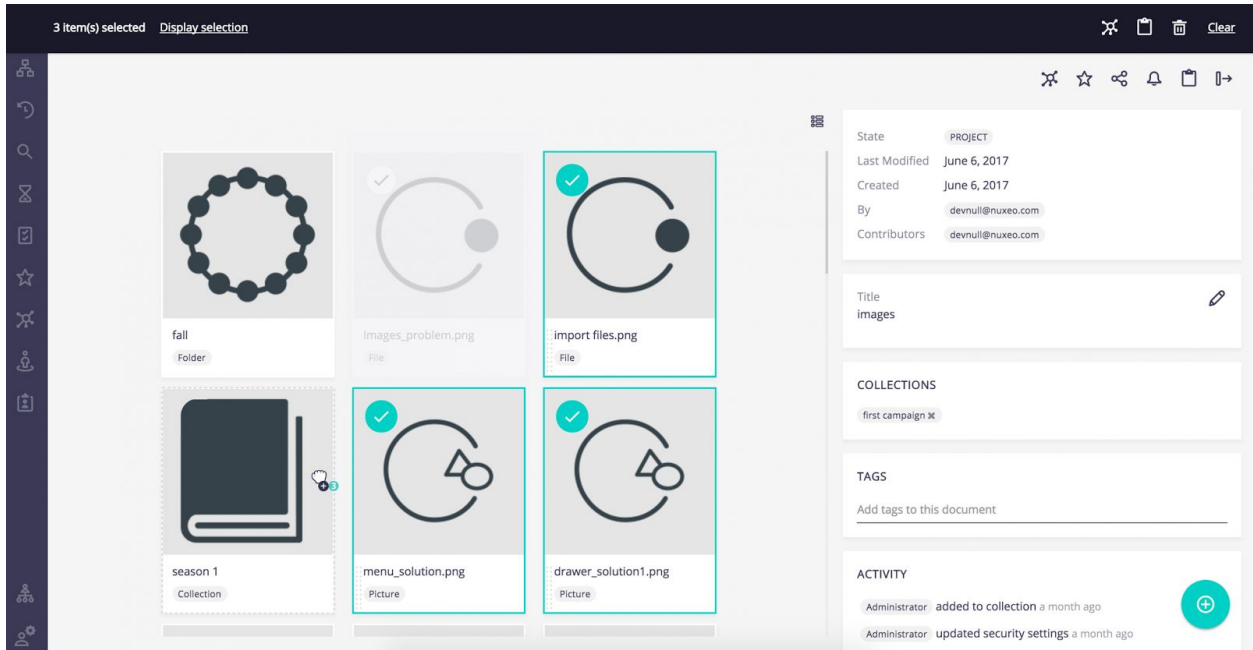 3 item(s) selected Display selection Clear
fall
Folder
Images_problem.png
File
import files.png
File
season 1
Collection
3
menu_solution.png
Picture
drawer_solution1.png
Picture
State PROJECT
Last Modified June 6, 2017
Created June 6, 2017
By devnull@nuxeo.com
Contributors devnull@nuxeo.com
Title
images
COLLECTIONS
first campaign
TAGS
Add tags to this document
ACTIVITY
Administrator added to collection a month ago
Administrator updated security settings a month ago